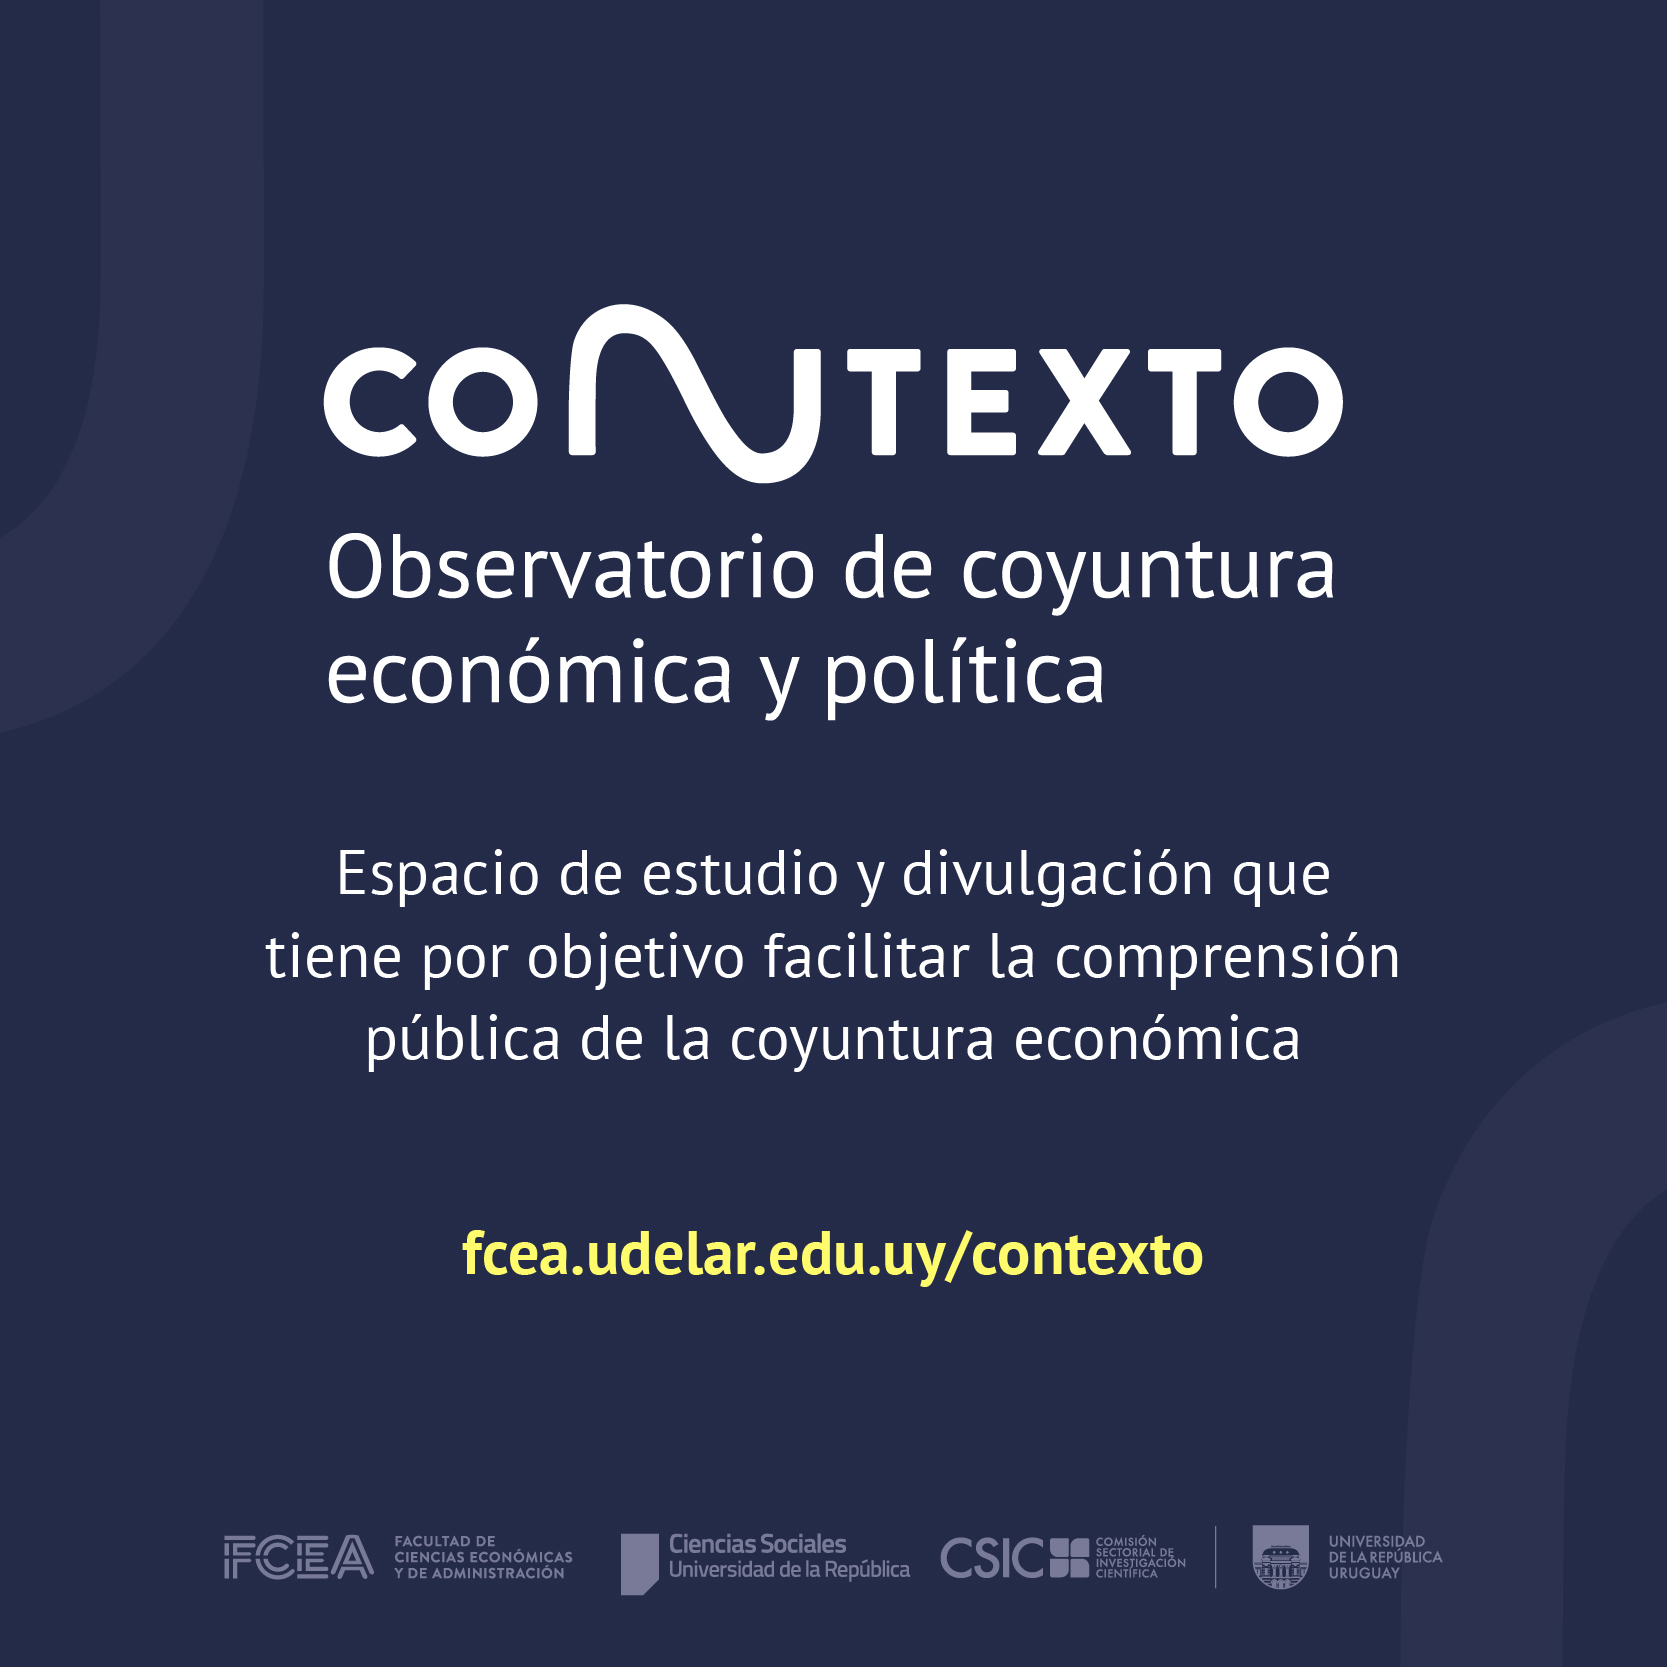 CONTEXTO
Observatorio de coyuntura
económica y política
Espacio de estudio y divulgación que
tiene por objetivo facilitar la comprensión
pública de la coyuntura económica
fcea.udelar.edu.uy/contexto
FCEA
FACULTAD DE
CIENCIAS ECONÓMICAS
Y DE ADMINISTRACIÓN
Ciencias Sociales
Universidad de la República
CSIC
COMISIÓN
SECTORIAL DE
INVESTIGACIÓN
CIENTÍFICA
UNIVERSIDAD
DE LA REPÚBLICA
URUGUAY